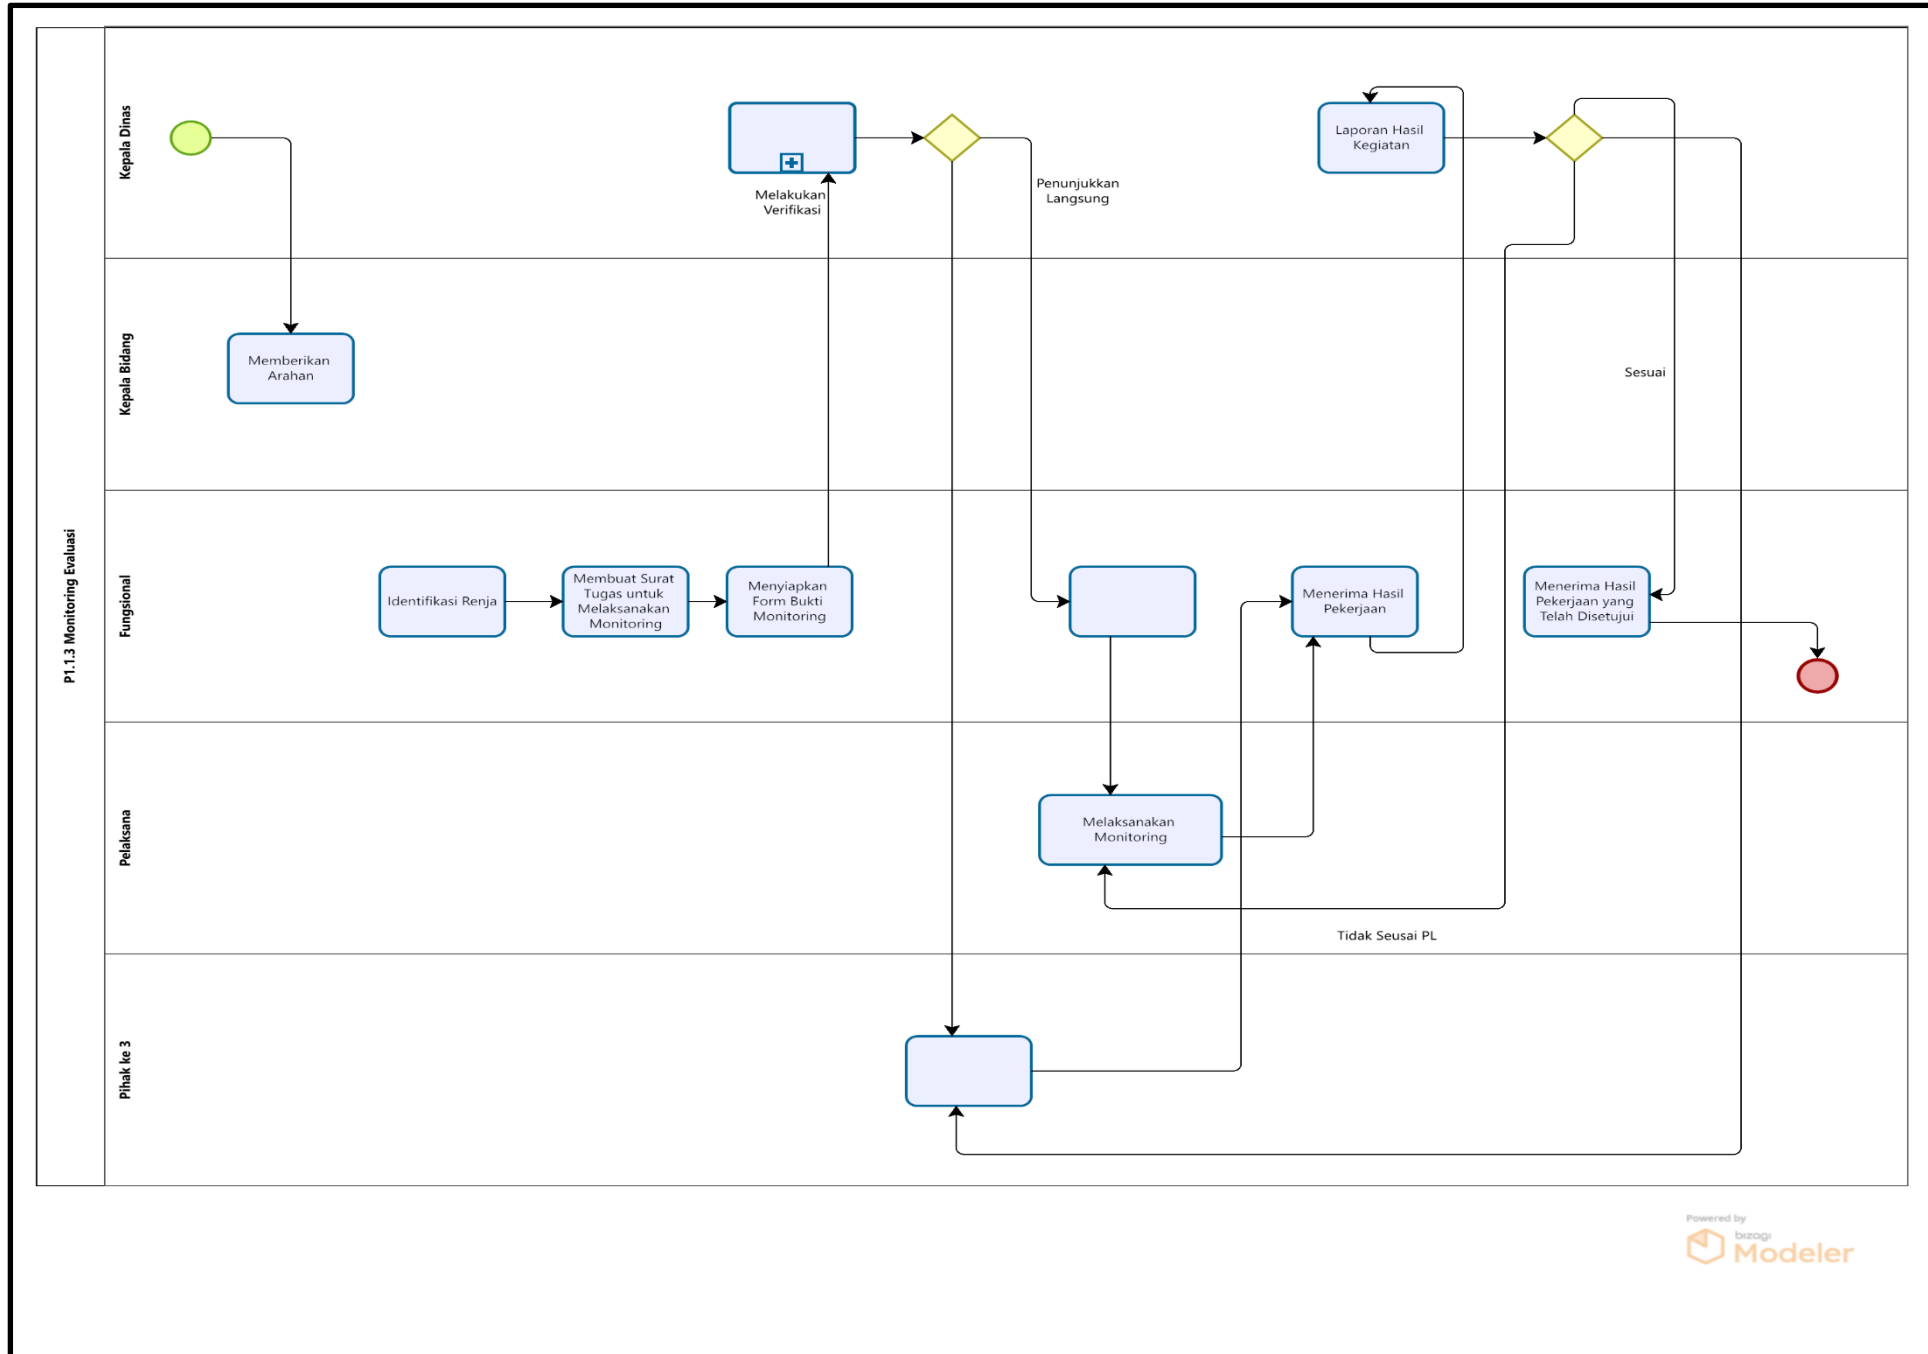 P1.1.3 Monitoring Evaluasi
Kepala Dinas
Melakukan
Verifikasi
Penunjukkan
Langsung
Laporan Hasil
Kegiatan
Kepala Bidang
Memberikan
Arahan
Sesuai
Fungsional
Identifikasi Renja
Membuat Surat
Tugas untuk
Melaksanakan
Monitoring
Menyiapkan
Form Bukti
Monitoring
Menerima Hasil
Pekerjaan
Menerima Hasil
Pekerjaan yang
Telah Disetujui
Pelaksana
Melaksanakan
Monitoring
Tidak Seusai PL
Pihak ke 3
Powered by
bizagi
Modeler